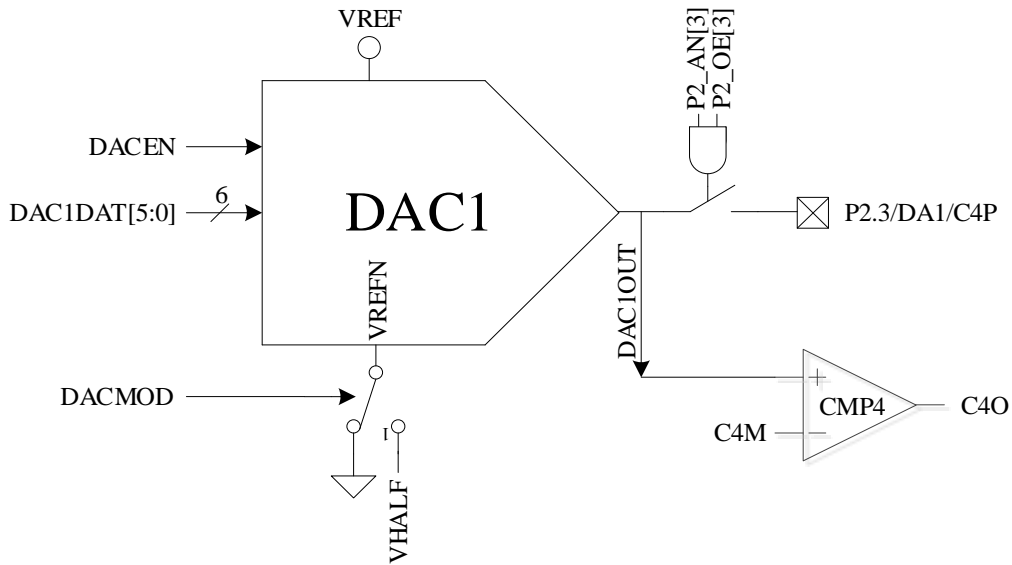 VREF
P2_AN[3]
P2_OE[3]
DACEN
DAC1DAT[5:0]
6
DAC1
P2.3/DA1/C4P
VREFN
DAC1OUT
DACMOD
1
VHALF
+
CMP4
C4O
C4M